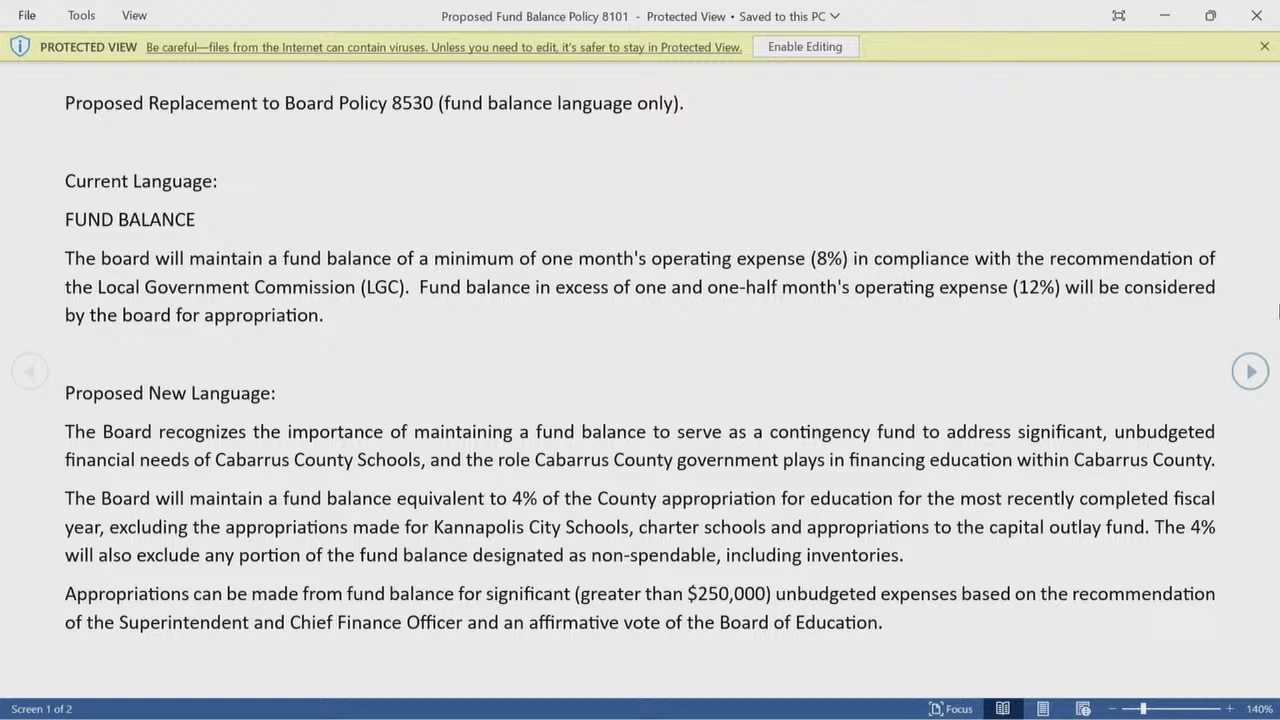 File Tools View Proposed Fund Balance Policy 8101 - Protected View • Saved to this PC
PROTECTED VIEW Be careful—files from the Internet can contain viruses. Unless you need to edit, it's safer to stay in Protected View. Enable Editing
Proposed Replacement to Board Policy 8530 (fund balance language only).
Current Language:
FUND BALANCE
The board will maintain a fund balance of a minimum of one month's operating expense (8%) in compliance with the recommendation of
the Local Government Commission (LGC). Fund balance in excess of one and one-half month's operating expense (12%) will be considered
by the board for appropriation.
Proposed New Language:
The Board recognizes the importance of maintaining a fund balance to serve as a contingency fund to address significant, unbudgeted
financial needs of Cabarrus County Schools, and the role Cabarrus County government plays in financing education within Cabarrus County.
The Board will maintain a fund balance equivalent to 4% of the County appropriation for education for the most recently completed fiscal
year, excluding the appropriations made for Kannapolis City Schools, charter schools and appropriations to the capital outlay fund. The 4%
will also exclude any portion of the fund balance designated as non-spendable, including inventories.
Appropriations can be made from fund balance for significant (greater than $250,000) unbudgeted expenses based on the recommendation
of the Superintendent and Chief Finance Officer and an affirmative vote of the Board of Education.
Screen 1 of 2 Focus 140%